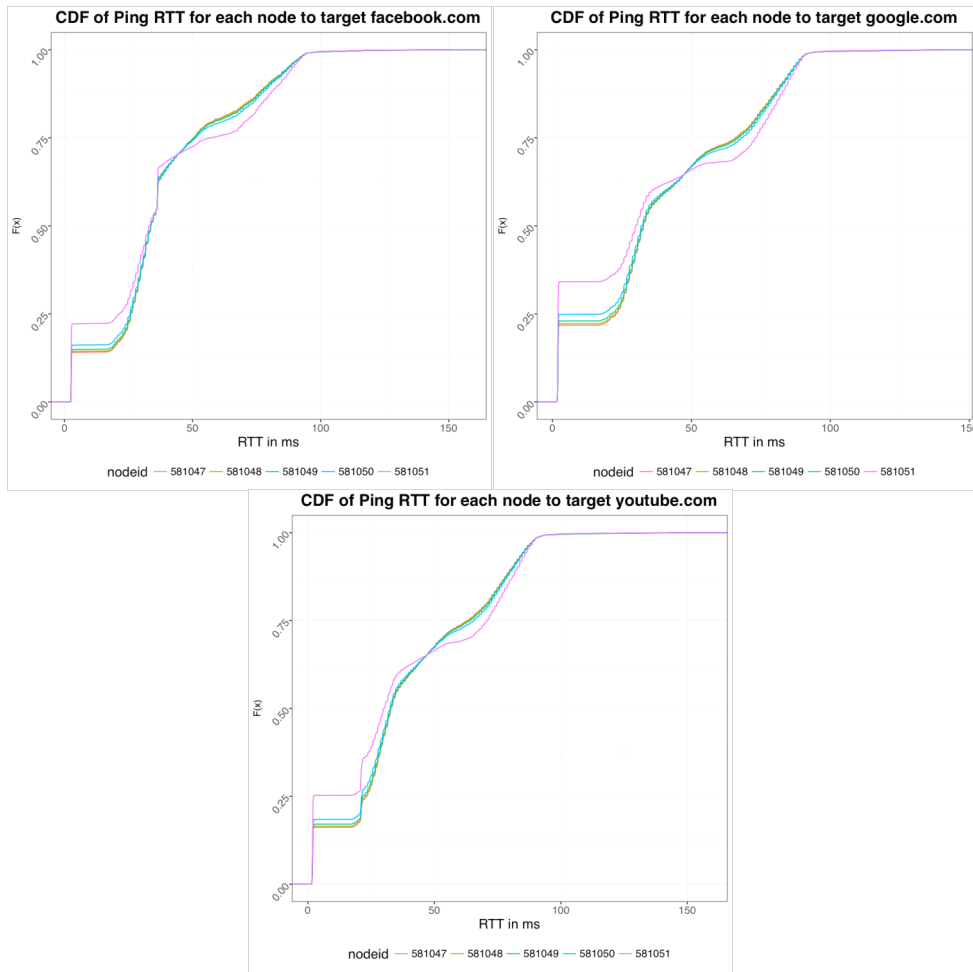 CDF of Ping RTT for each node to target facebook.com
1.00
0.75
0.50
0.25
0.00
F(x)
0 50 100 150
RTT in ms
nodeid 581047 581048 581049 581050 581051
CDF of Ping RTT for each node to target google.com
1.00
0.75
0.50
0.25
0.00
F(x)
0 50 100 15
RTT in ms
nodeid 581047 581048 581049 581050 581051
CDF of Ping RTT for each node to target youtube.com
1.00
0.75
0.50
0.25
0.00
F(x)
0 50 100 150
RTT in ms
nodeid 581047 581048 581049 581050 581051